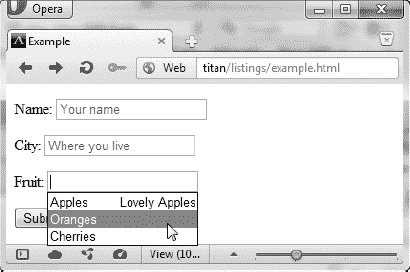 Opera
Example
Web titan/listings/example.html
Name: Your name
City: Where you live
Fruit:
Apples Lovely Apples
Oranges
Cherries
Subm
View (10...